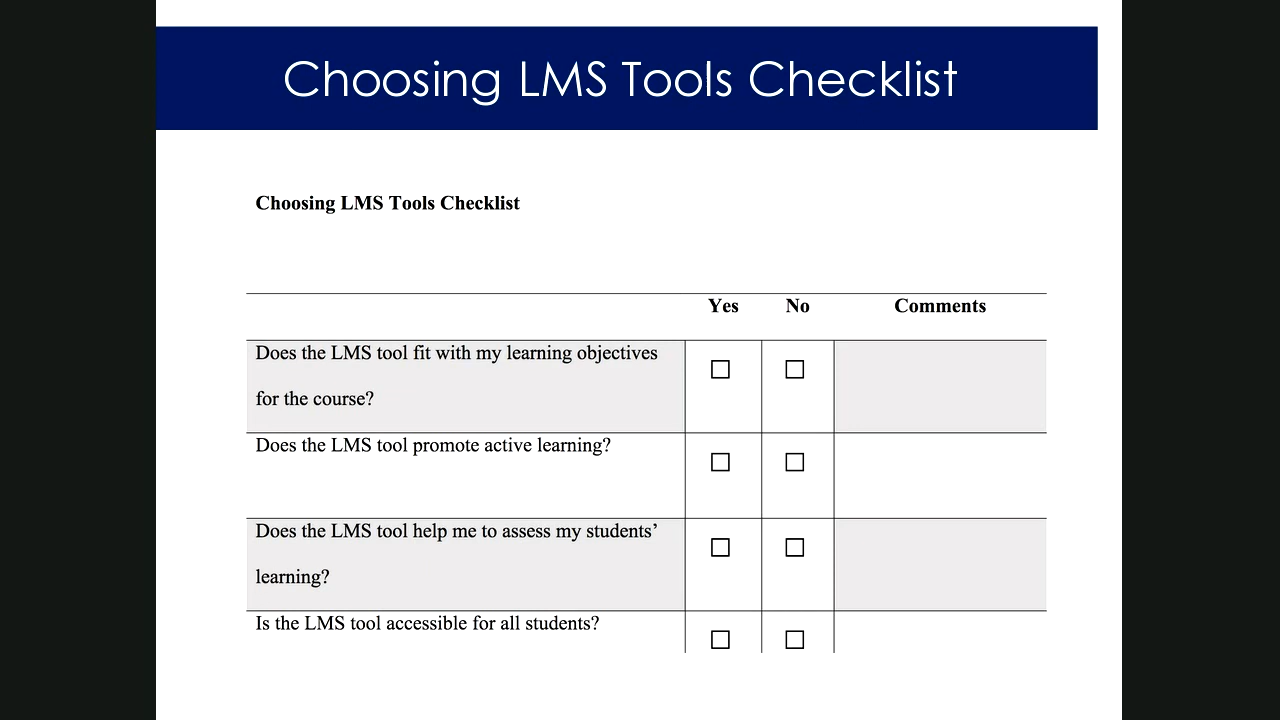 Choosing LMS Tools Checklist
Choosing LMS Tools Checklist
Yes No Comments
Does the LMS tool fit with my learning objectives
for the course?
Does the LMS tool promote active learning?
Does the LMS tool help me to assess my students’
learning?
Is the LMS tool accessible for all students?